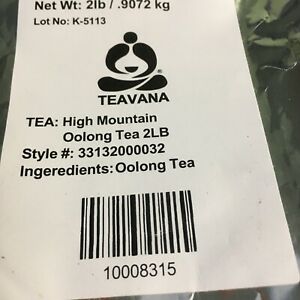 Net Wt: 2lb / .9072 kg
Lot No: K-5113
®
TEAVANA
TEA: High Mountain
Oolong Tea 2LB
Style #: 33132000032
Ingeredients: Oolong Tea
10008315